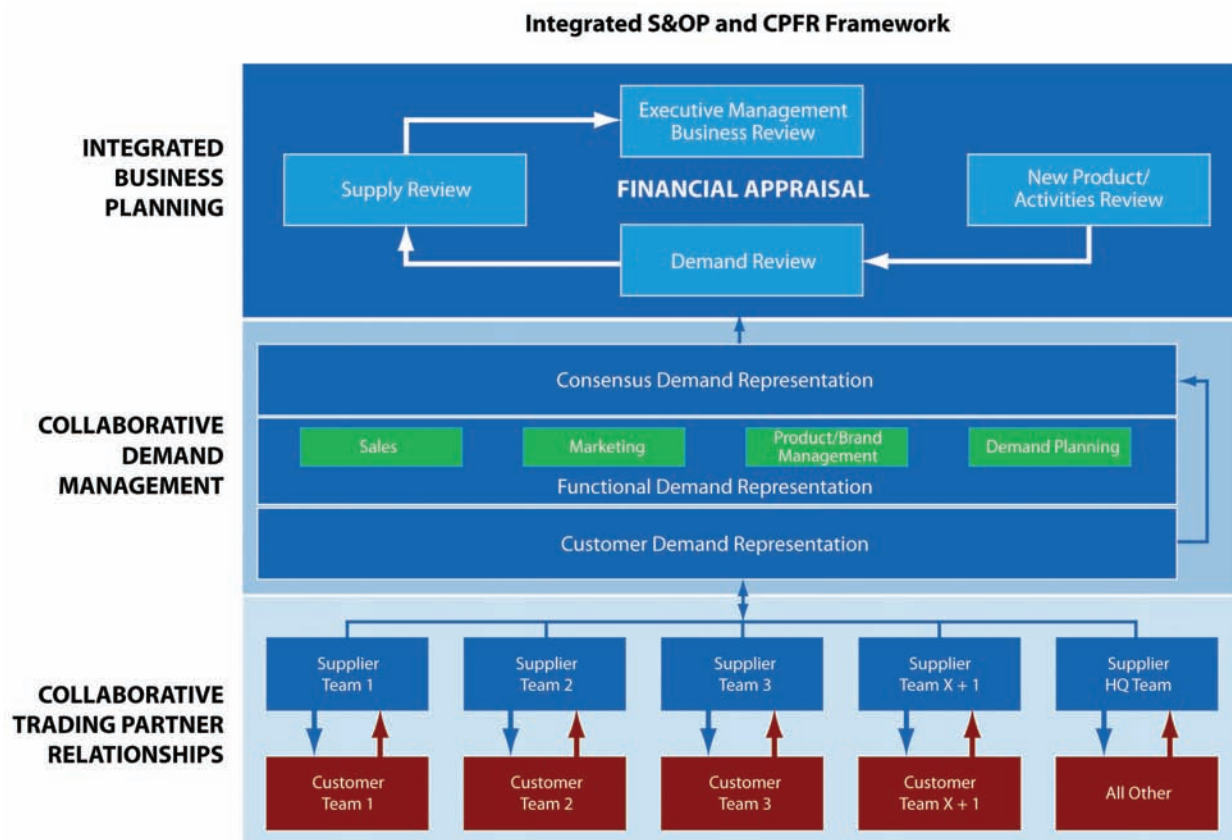 Integrated S&OP and CPFR Framework
INTEGRATED
BUSINESS
PLANNING
Executive Management
Business Review
Supply Review
FINANCIAL APPRAISAL
New Product/
Activities Review
Demand Review
COLLABORATIVE
DEMAND
MANAGEMENT
Consensus Demand Representation
Sales
Marketing
Product/Brand
Management
Demand Planning
Functional Demand Representation
Customer Demand Representation
COLLABORATIVE
TRADING PARTNER
RELATIONSHIPS
Supplier
Team 1
Supplier
Team 2
Supplier
Team 3
Supplier
Team X + 1
Supplier
HQ Team
Customer
Team 1
Customer
Team 2
Customer
Team 3
Customer
Team X + 1
All Other